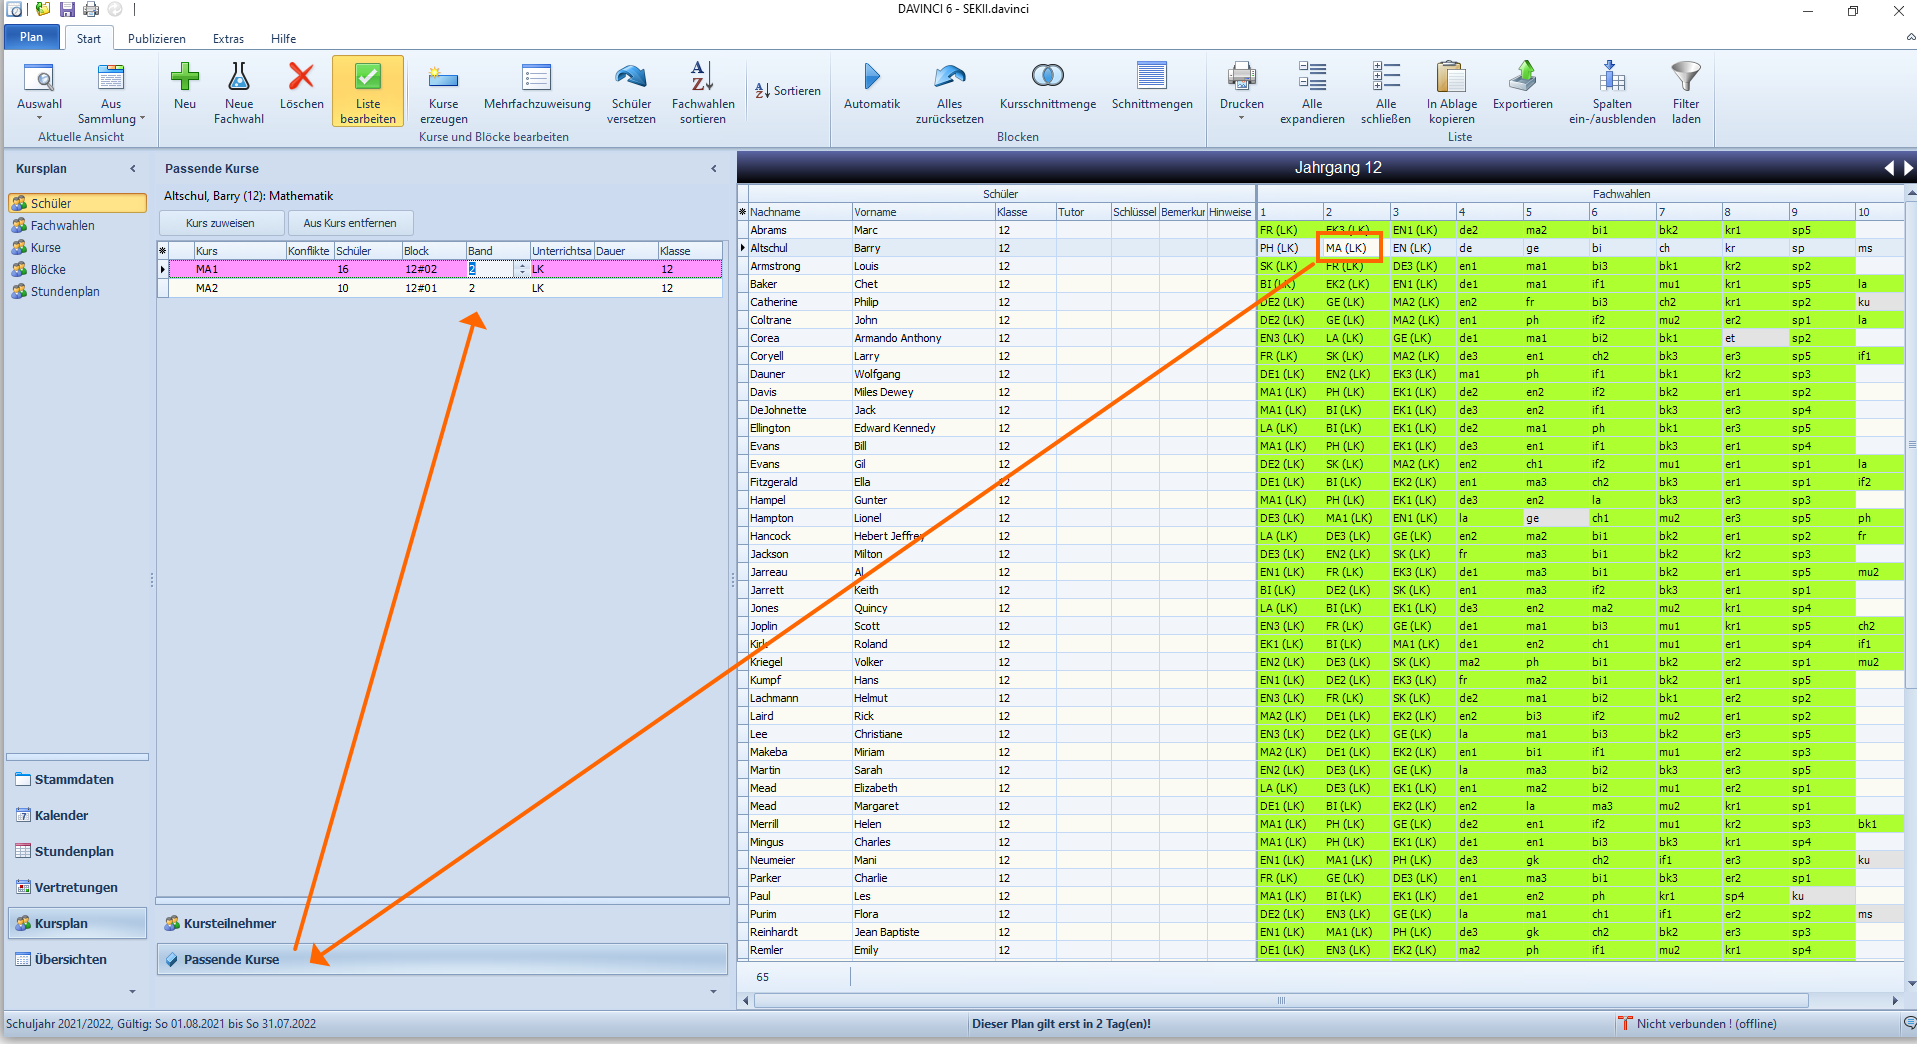 DAVINCI 6 - SEKII.davinci
Plan Start Publizieren Extras Hilfe
Auswahl Aus Sammlung Neu Neue Fachwahl Löschen Liste bearbeiten Kurse erzeugen Mehrfachzuweisung Schüler versetzen Fachwahlen sortieren Sortieren Automatik Alles zurücksetzen Kursschnittmenge Schnittmengen Drucken Alle expandieren Alle schließen In Ablage kopieren Exportieren Spalten ein-/ausblenden Filter laden
Aktuelle Ansicht Kurse und Blöcke bearbeiten Blocken Liste
Kursplan
Schüler
Fachwahlen
Kurse
Blöcke
Stundenplan
Stammdaten
Kalender
Stundenplan
Vertretungen
Kursplan
Übersichten
Passende Kurse
Altschul, Barry (12): Mathematik
Kurs zuweisen Aus Kurs entfernen
Kurs Konflikte Schüler Block Band Unterrichtsa Dauer Klasse
MA1 16 12#02 2 LK 12
MA2 10 12#01 2 LK 12
Kursteilnehmer
Passende Kurse
Jahrgang 12
Schüler Fachwahlen
Nachname Vorname Klasse Tutor Schlüssel Bemerkur Hinweise 1 2 3 4 5 6 7 8 9 10
Abrams Marc 12 FR (LK) EK3 (LK) EN1 (LK) de2 ma2 bi1 bk2 kr1 sp5
Altschul Barry 12 PH (LK) MA (LK) EN (LK) de ge bi ch kr sp ms
Armstrong Louis 12 SK (LK) FR (LK) DE3 (LK) en1 ma1 bi3 bk1 kr2 sp2
Baker Chet 12 BI (LK) EK2 (LK) EN1 (LK) de1 ma1 if1 mu1 kr1 sp5 la
Catherine Philip 12 DE2 (LK) GE (LK) MA2 (LK) en2 fr bi3 ch2 kr1 sp2 ku
Coltrane John 12 DE2 (LK) GE (LK) MA2 (LK) en1 ph if2 mu2 er2 sp1 la
Corea Armando Anthony 12 EN3 (LK) LA (LK) GE (LK) de1 ma1 bi2 bk1 et sp2
Coryell Larry 12 FR (LK) SK (LK) MA2 (LK) de3 en1 ch2 bk3 er3 sp5 if1
Dauner Wolfgang 12 DE1 (LK) EN2 (LK) EK3 (LK) ma1 ph if1 bk1 kr2 sp3
Davis Miles Dewey 12 MA1 (LK) PH (LK) EK1 (LK) de2 en2 if2 bk2 er1 sp2
DeJohnette Jack 12 MA1 (LK) BI (LK) EK1 (LK) de3 en2 if1 bk3 er3 sp4
Ellington Edward Kennedy 12 LA (LK) BI (LK) EK1 (LK) de2 ma1 ph bk1 er3 sp5
Evans Bill 12 MA1 (LK) PH (LK) EK1 (LK) de3 en1 if1 bk3 er1 sp4
Evans Gil 12 DE2 (LK) SK (LK) MA2 (LK) en2 ch1 if2 mu1 er1 sp1 la
Fitzgerald Ella 12 DE1 (LK) BI (LK) EK2 (LK) en1 ma3 ch2 bk3 er1 sp1 if2
Hampel Gunter 12 MA1 (LK) PH (LK) EK1 (LK) de3 en2 la bk3 er3 sp3
Hampton Lionel 12 DE3 (LK) MA1 (LK) EN1 (LK) la ge ch1 mu2 er3 sp5 ph
Hancock Hebert Jeffrey 12 LA (LK) DE3 (LK) GE (LK) en2 ma2 bi1 bk2 er1 sp2 fr
Jackson Milton 12 DE3 (LK) EN2 (LK) SK (LK) fr ma3 bi1 bk2 kr2 sp3
Jarreau Al 12 EN1 (LK) FR (LK) EK3 (LK) de1 ma3 bi1 bk2 er1 sp5 mu2
Jarrett Keith 12 BI (LK) DE2 (LK) SK (LK) en1 ma3 if2 bk3 er1 sp2
Jones Quincy 12 LA (LK) BI (LK) EK1 (LK) de3 en2 ma2 mu2 kr1 sp4
Joplin Scott 12 EN3 (LK) FR (LK) GE (LK) de1 ma1 bi3 mu1 kr1 sp5 ch2
Kirk Roland 12 EK1 (LK) BI (LK) MA1 (LK) de1 en2 ch1 mu1 er1 sp4 if1
Kriegel Volker 12 EN2 (LK) DE3 (LK) SK (LK) ma2 ph bi1 bk2 er2 sp1 mu2
Kumpf Hans 12 EN1 (LK) DE2 (LK) EK3 (LK) fr ma2 bi1 bk2 er1 sp5
Lachmann Helmut 12 EN3 (LK) FR (LK) SK (LK) de2 ma1 bi2 bk1 er2 sp2
Laird Rick 12 MA2 (LK) DE1 (LK) EK2 (LK) en2 bi3 if2 mu2 er1 sp1
Lee Christiane 12 EN3 (LK) DE2 (LK) GE (LK) la ma1 bi3 bk2 er3 sp5
Makeba Miriam 12 MA2 (LK) DE1 (LK) EK2 (LK) en1 bi1 if1 mu1 er2 sp3
Martin Sarah 12 EN2 (LK) DE3 (LK) GE (LK) la ma3 bi2 bk3 er3 sp5
Mead Elizabeth 12 LA (LK) DE3 (LK) EK1 (LK) en1 ma2 bi2 mu1 er2 sp1
Mead Margaret 12 DE1 (LK) BI (LK) EK2 (LK) en2 la ma3 mu2 kr1 sp1
Merrill Helen 12 MA1 (LK) PH (LK) GE (LK) de2 en1 if2 mu1 kr2 sp3 bk1
Mingus Charles 12 MA1 (LK) PH (LK) EK1 (LK) de1 en1 bi3 bk3 kr1 sp4
Neumeier Mani 12 EN1 (LK) MA1 (LK) PH (LK) de3 gk ch2 if1 er3 sp3 ku
Parker Charlie 12 FR (LK) GE (LK) DE3 (LK) en1 ma3 bi1 bk3 er2 sp1
Paul Les 12 MA1 (LK) BI (LK) EK1 (LK) de1 en2 ph kr1 sp4 ku
Purim Flora 12 DE2 (LK) EN3 (LK) GE (LK) la ma1 ch1 if1 er2 sp2 ms
Reinhardt Jean Baptiste 12 EN1 (LK) MA1 (LK) PH (LK) de3 gk ch2 bk2 er1 sp3
Remler Emily 12 DE1 (LK) EN3 (LK) EK2 (LK) ma2 ph if1 mu2 kr1 sp4
65
Schuljahr 2021/2022, Gültig: So 01.08.2021 bis So 31.07.2022 Dieser Plan gilt erst in 2 Tag(en)! Nicht verbunden ! (offline)